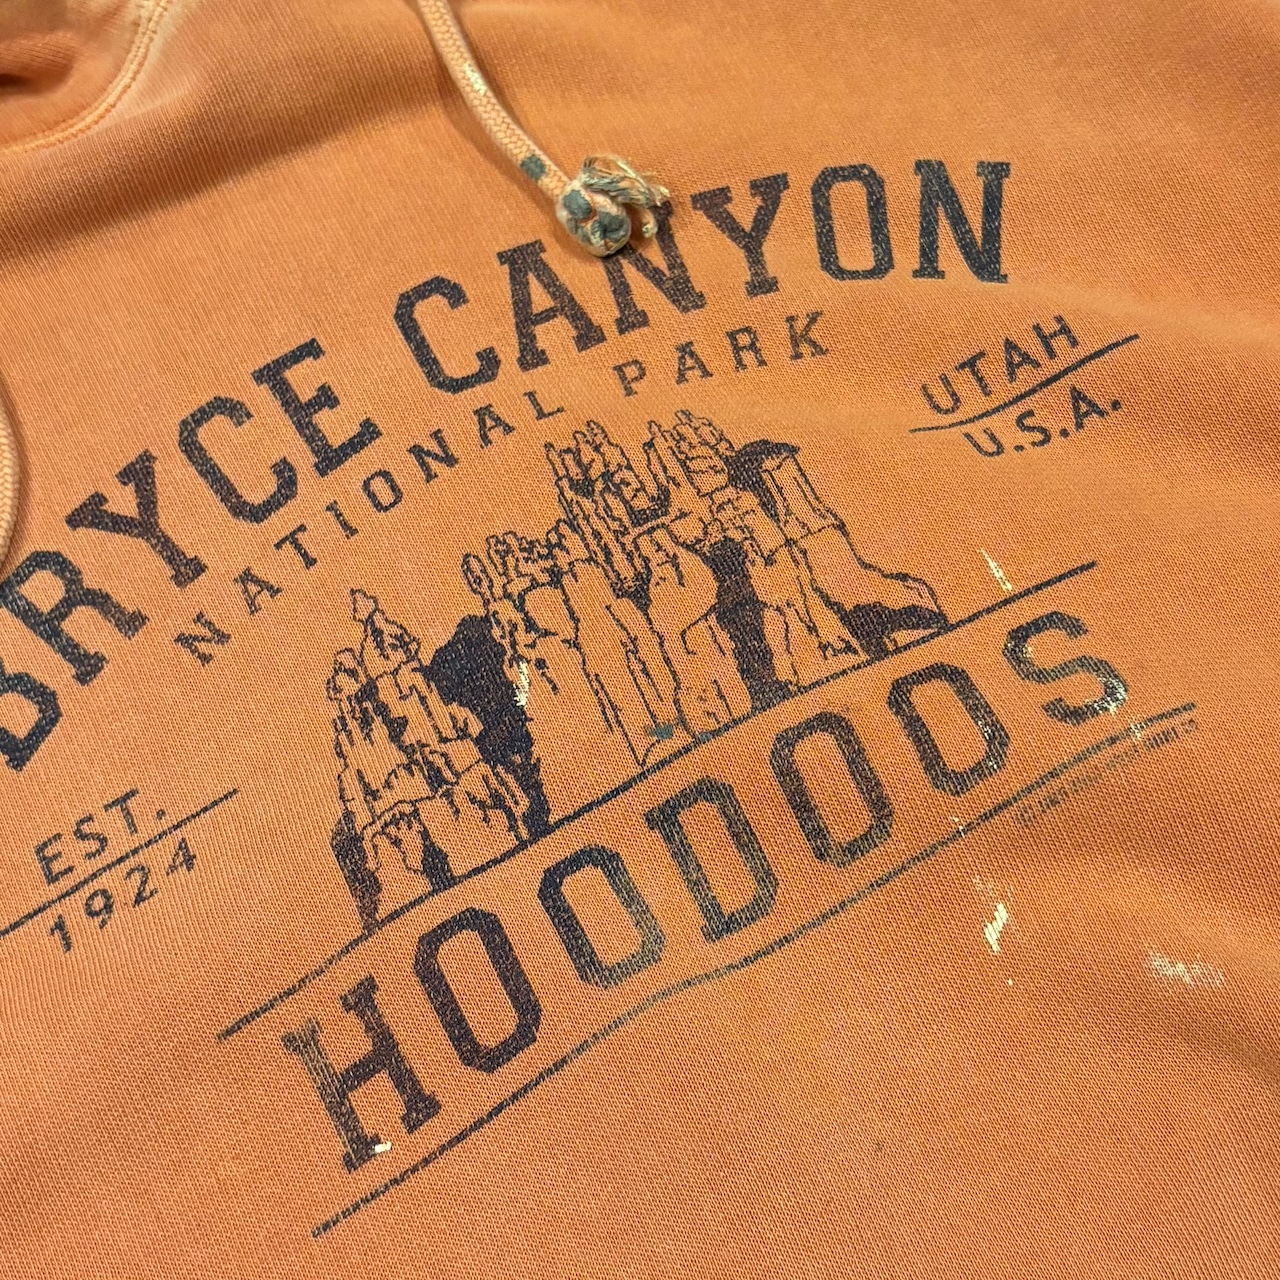 BRYCE CANYON
NATIONAL PARK
UTAH
U.S.A.
EST.
1924
HOODOOS